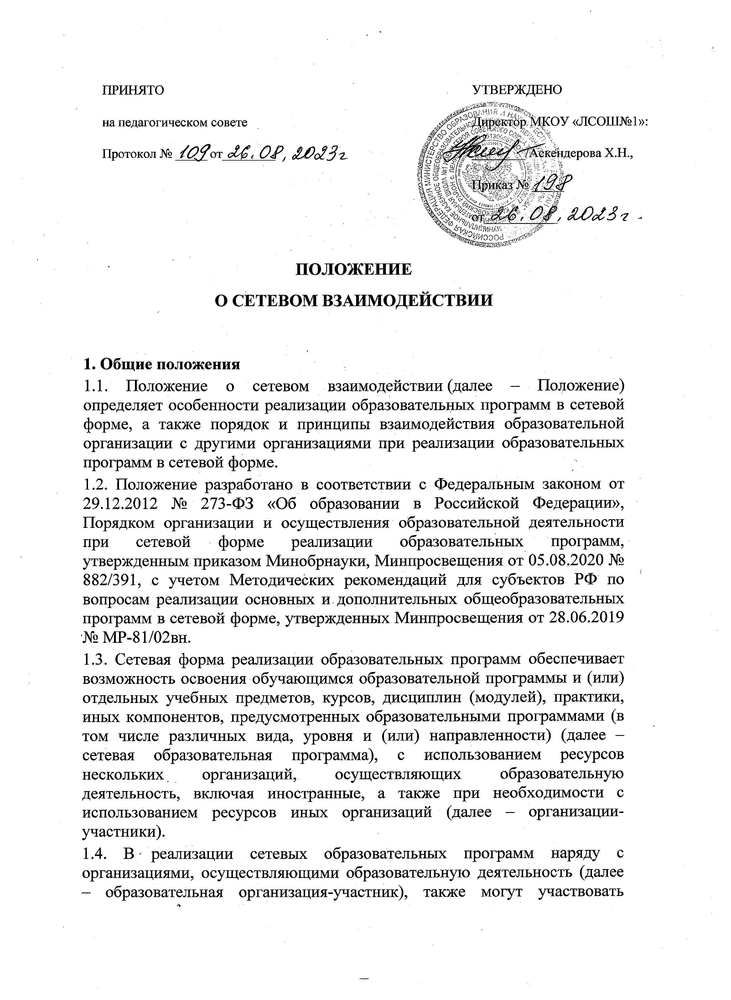 ПРИНЯТО
на педагогическом совете
Протокол № 109 от 26.08,2023г
УТВЕРЖДЕНО
Директор МКОУ «ЛСОШ№1»:
/Аскендерова Х.Н.,
Приказ № 198
от 26.08,2023г.
ПОЛОЖЕНИЕ
О СЕТЕВОМ ВЗАИМОДЕЙСТВИИ
1. Общие положения
1.1. Положение о сетевом взаимодействии (далее – Положение)
определяет особенности реализации образовательных программ в сетевой
форме, а также порядок и принципы взаимодействия образовательной
организации с другими организациями при реализации образовательных
программ в сетевой форме.
1.2. Положение разработано в соответствии с Федеральным законом от
29.12.2012 № 273-ФЗ «Об образовании в Российской Федерации»,
Порядком организации и осуществления образовательной деятельности
при сетевой форме реализации образовательных программ,
утвержденным приказом Минобрнауки, Минпросвещения от 05.08.2020 №
882/391, с учетом Методических рекомендаций для субъектов РФ по
вопросам реализации основных и дополнительных общеобразовательных
программ в сетевой форме, утвержденных Минпросвещения от 28.06.2019
№ МР-81/02вн.
1.3. Сетевая форма реализации образовательных программ обеспечивает
возможность освоения обучающимся образовательной программы и (или)
отдельных учебных предметов, курсов, дисциплин (модулей), практики,
иных компонентов, предусмотренных образовательными программами (в
том числе различных вида, уровня и (или) направленности) (далее –
сетевая образовательная программа), с использованием ресурсов
нескольких организаций, осуществляющих образовательную
деятельность, включая иностранные, а также при необходимости с
использованием ресурсов иных организаций (далее – организации-
участники).
1.4. В реализации сетевых образовательных программ наряду с
организациями, осуществляющими образовательную деятельность (далее
– образовательная организация-участник), также могут участвовать
РОССИЙСКАЯ ФЕДЕРАЦИЯ МИНИСТЕРСТВО ОБРАЗОВАНИЯ И НАУ